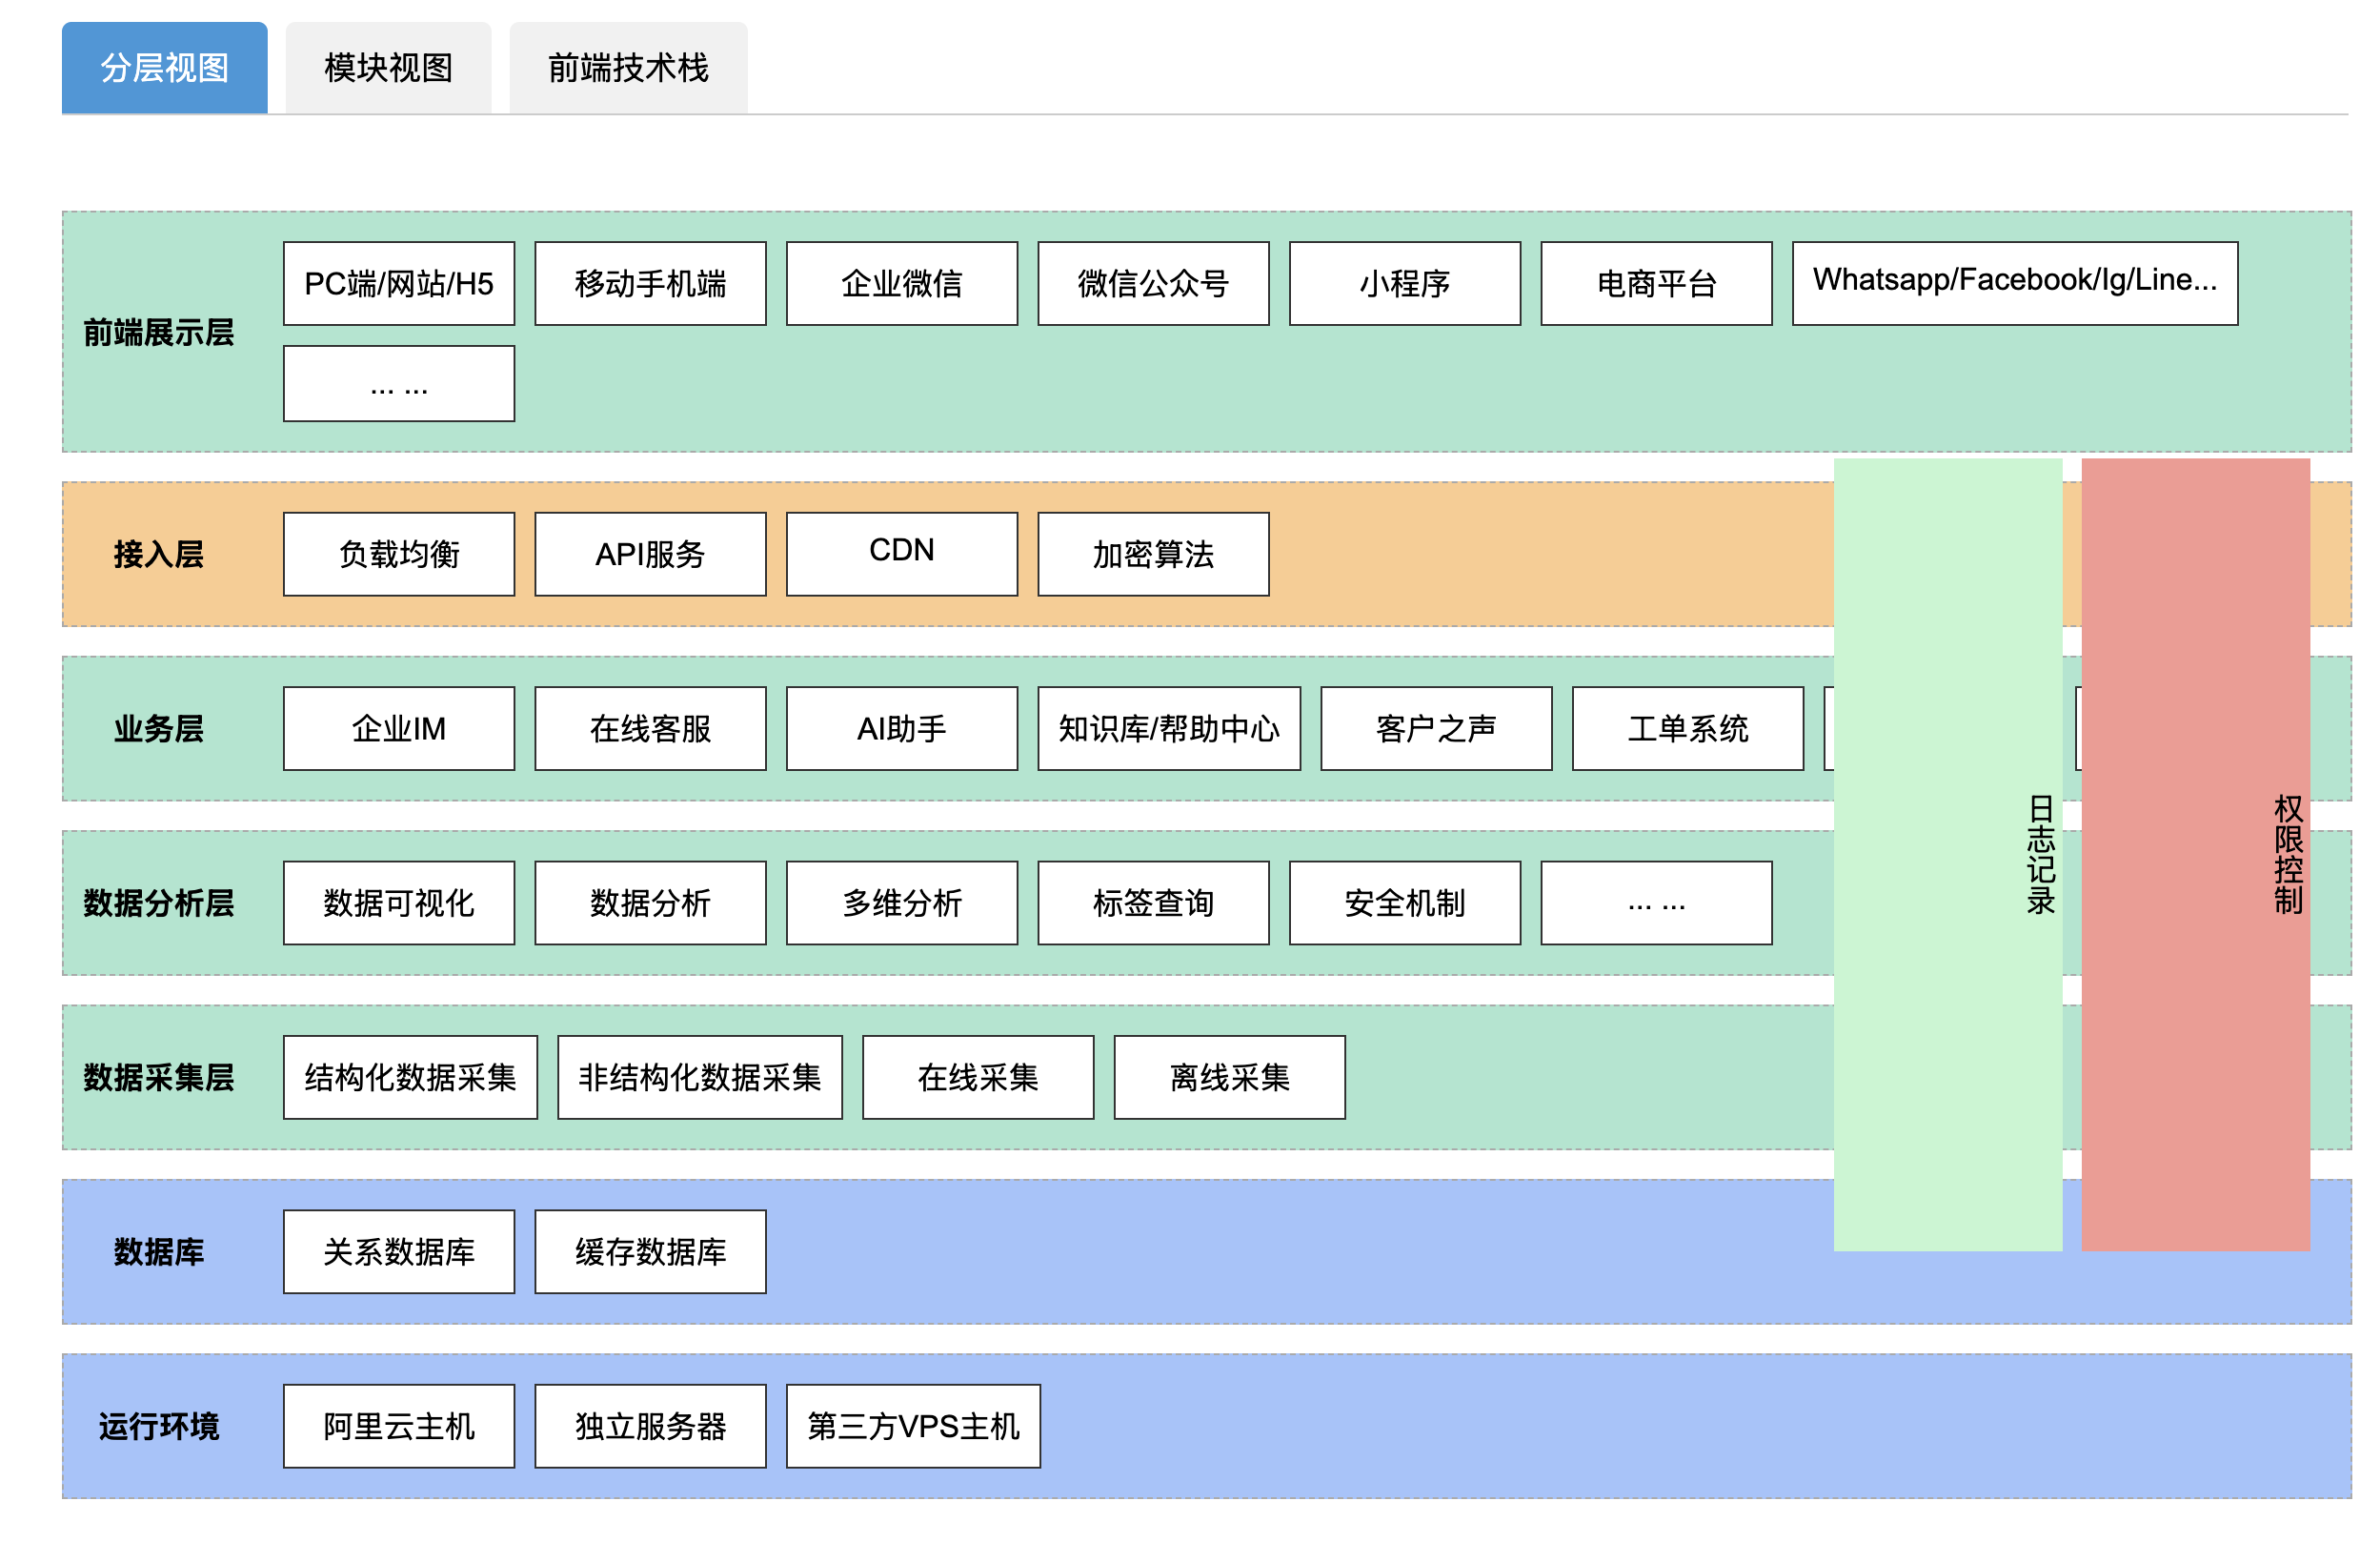 分层视图
模块视图
前端技术栈
前端展示层
PC端/网站/H5
移动手机端
企业微信
微信公众号
小程序
电商平台
Whatsapp/Facebook/Ig/Line...
... ...
接入层
负载均衡
API服务
CDN
加密算法
业务层
企业IM
在线客服
AI助手
知识库/帮助中心
客户之声
工单系统
数据分析层
数据可视化
数据分析
多维分析
标签查询
安全机制
... ...
日志记录
权限控制
数据采集层
结构化数据采集
非结构化数据采集
在线采集
离线采集
数据库
关系数据库
缓存数据库
运行环境
阿里云主机
独立服务器
第三方VPS主机